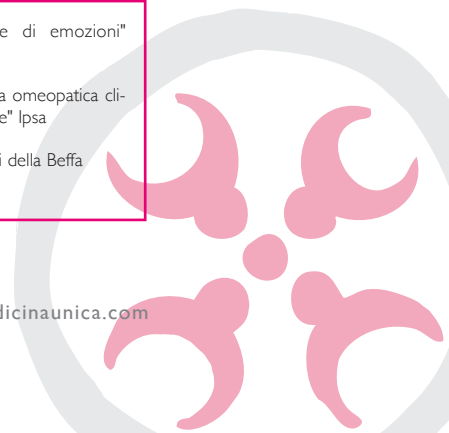 e di emozioni"
a omeopatica cli-
e" Ipsa
i della Beffa
dicinaunica.com